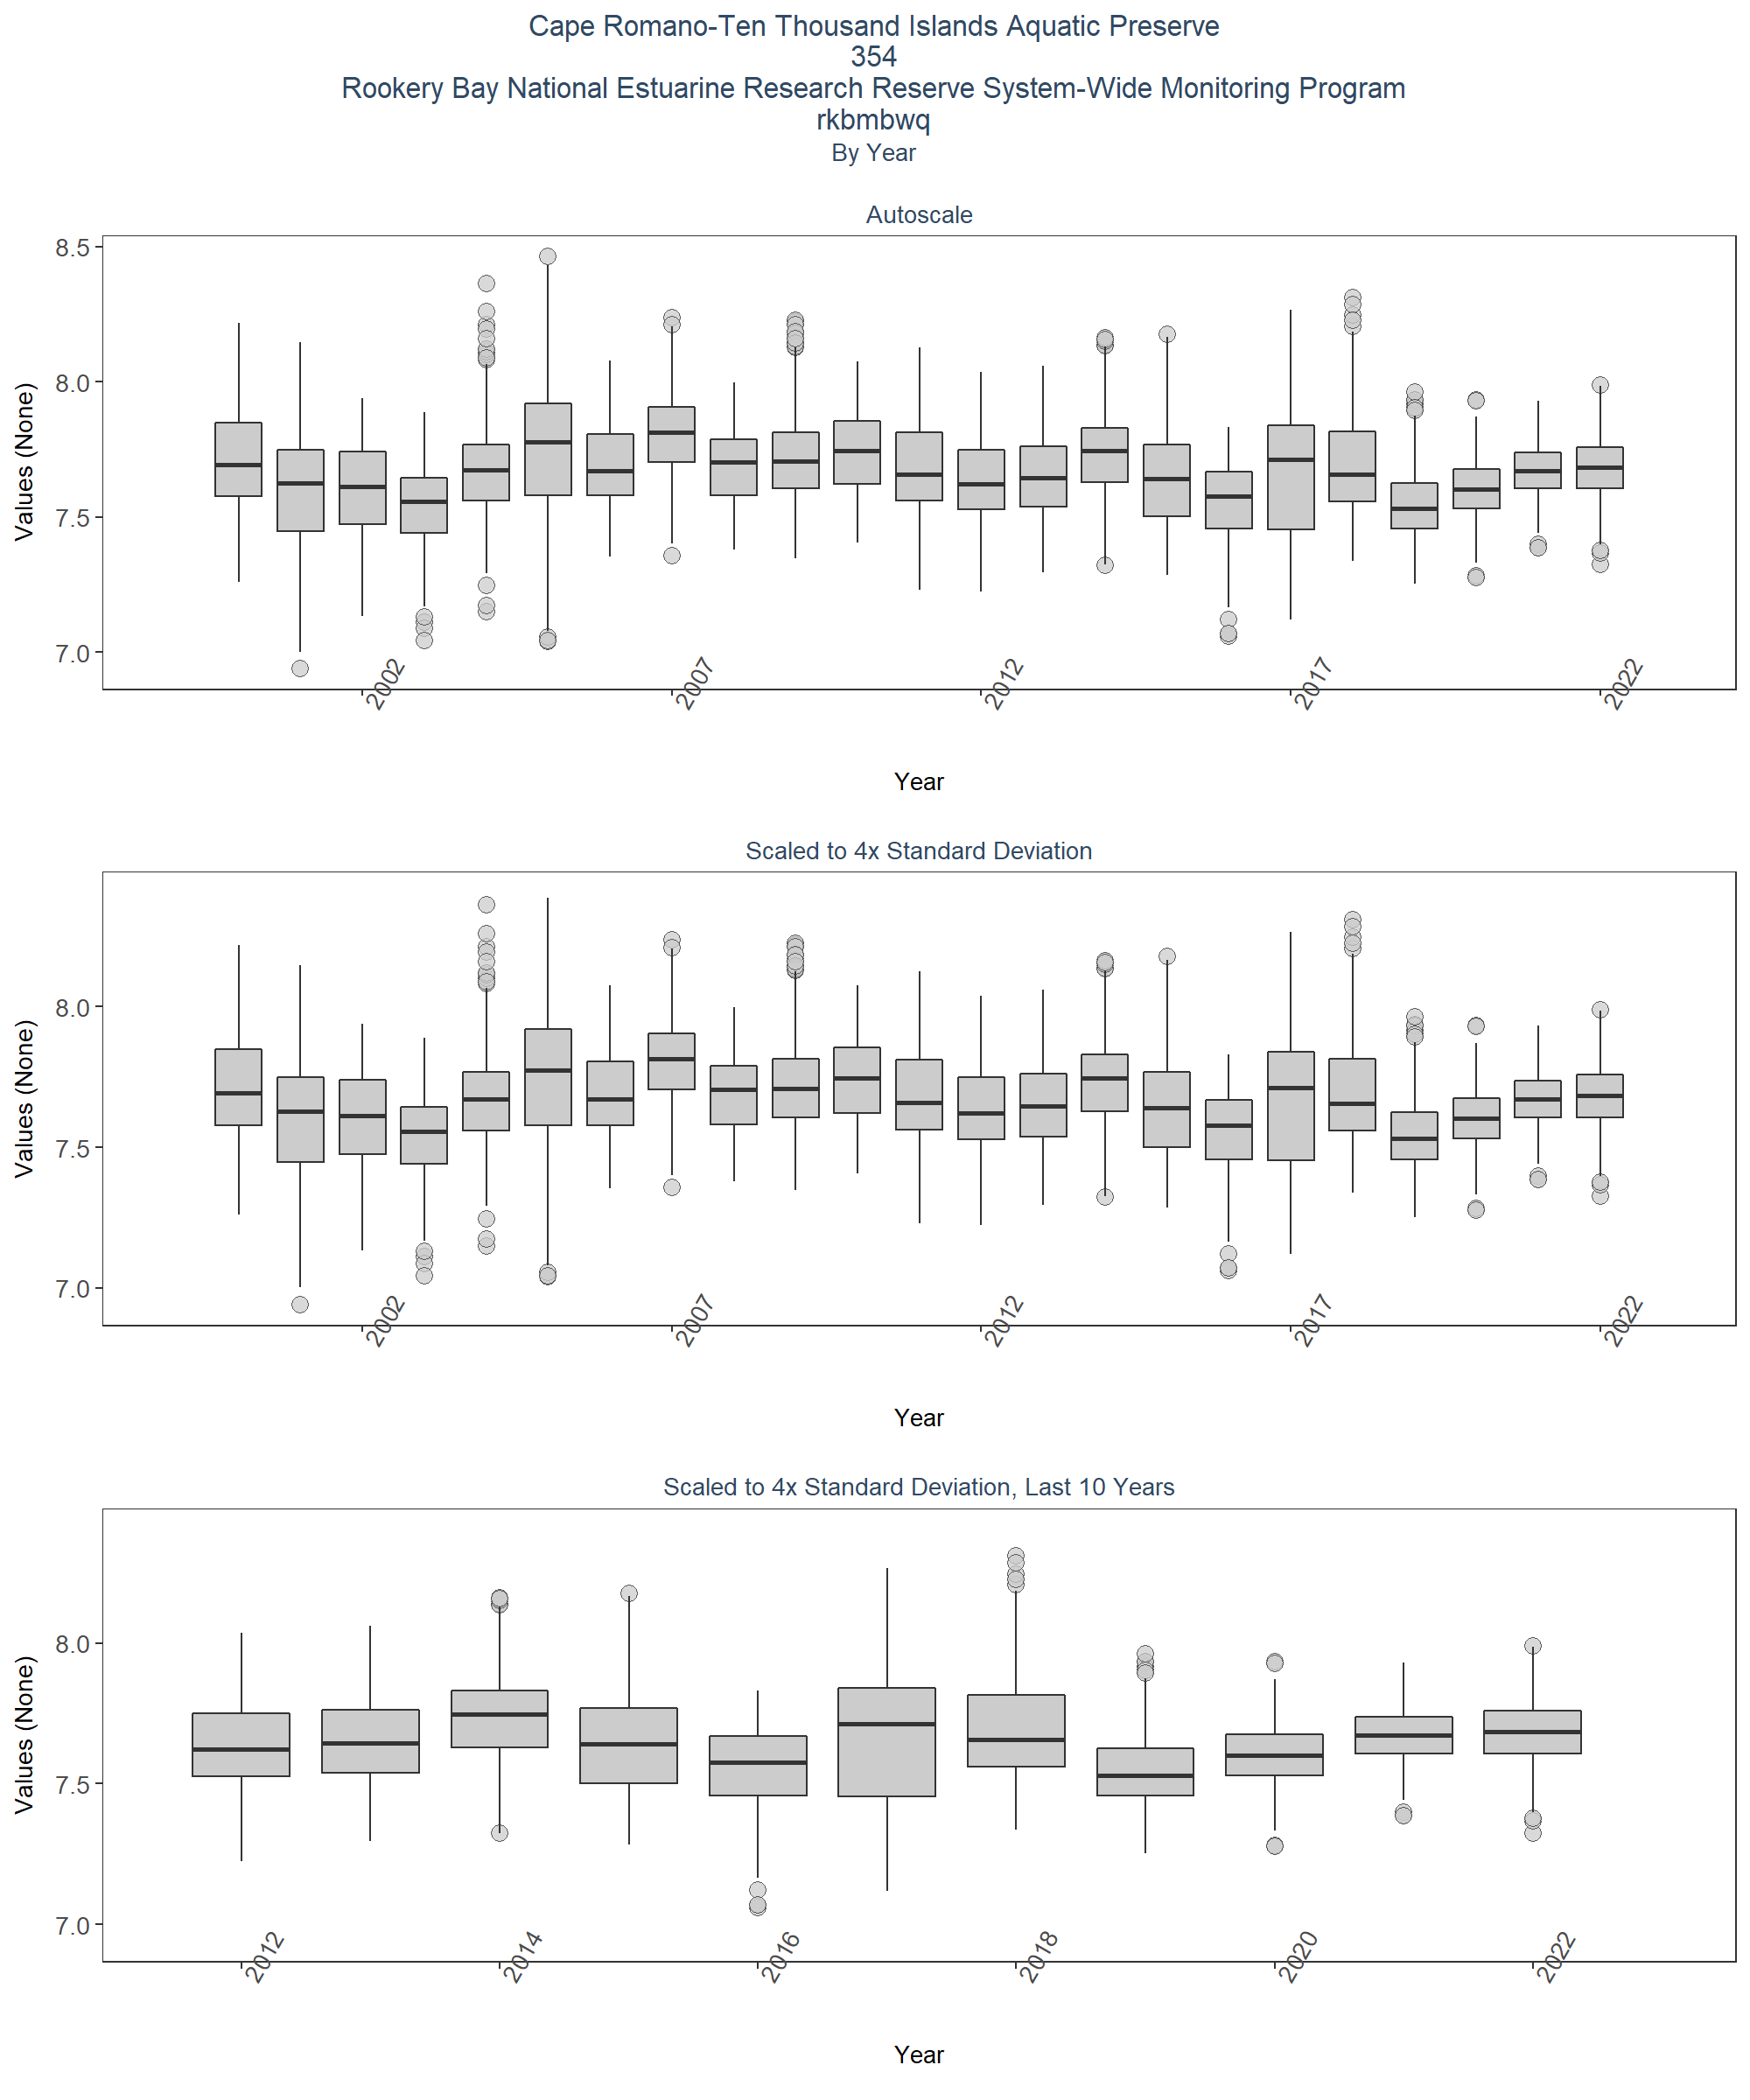 Cape Romano-Ten Thousand Islands Aquatic Preserve
354
Rookery Bay National Estuarine Research Reserve System-Wide Monitoring Program
rkbmbwq
By Year
Autoscale
Values (None)
8.5
8.0
7.5
7.0
2002
2007
2012
2017
2022
Year
Scaled to 4x Standard Deviation
Values (None)
8.0
7.5
7.0
2002
2007
2012
2017
2022
Year
Scaled to 4x Standard Deviation, Last 10 Years
Values (None)
8.0
7.5
7.0
2012
2014
2016
2018
2020
2022
Year